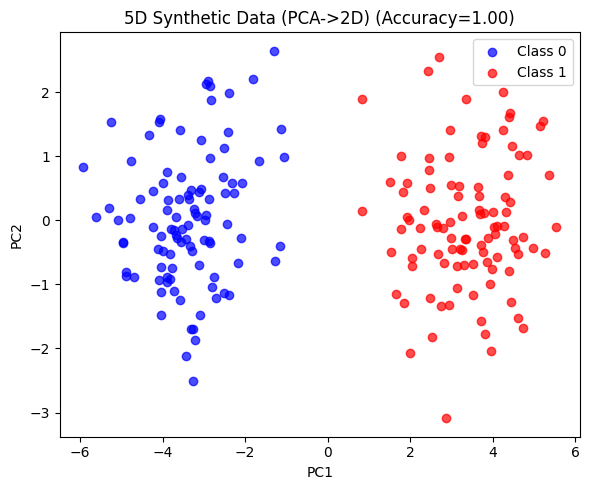 5D Synthetic Data (PCA->2D) (Accuracy=1.00)
Class 0
Class 1
PC2
2
1
0
−1
−2
−3
−6
−4
−2
0
2
4
6
PC1